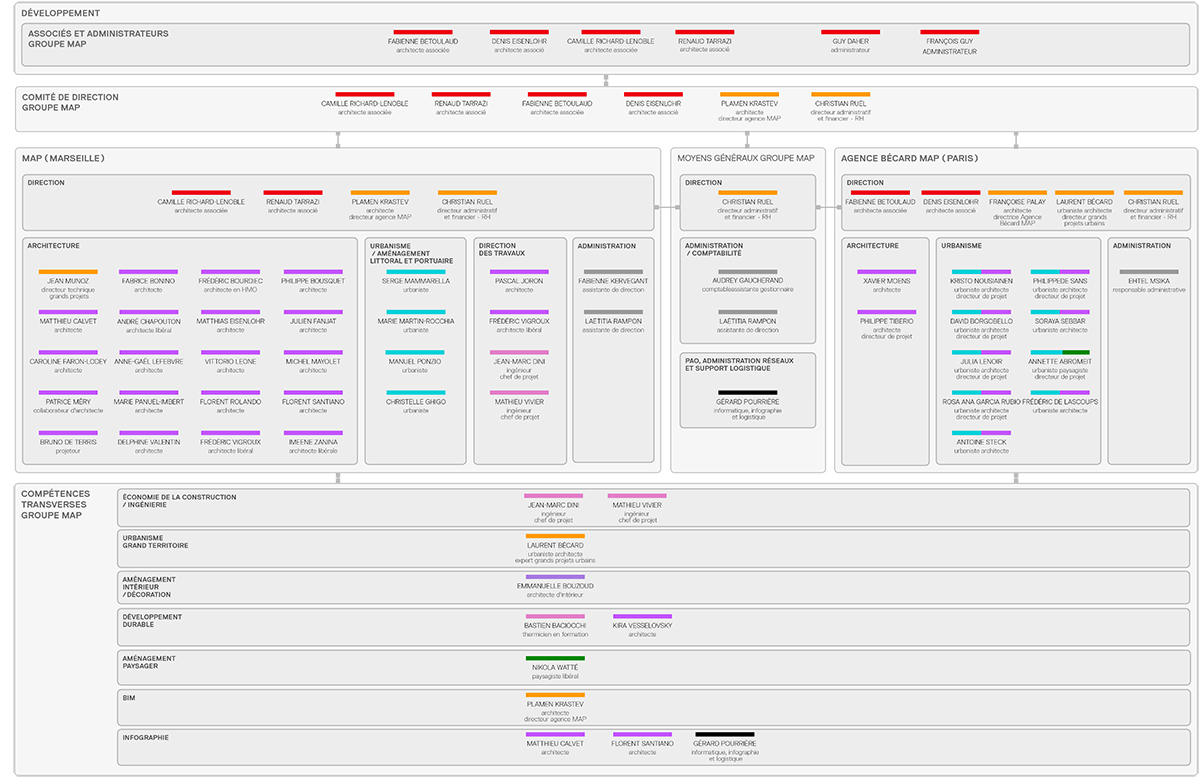 DÉVELOPPEMENT
ASSOCIÉS ET ADMINISTRATEURS
GROUPE MAP
FABIENNE BETOULAUD
architecte associée
DENIS EISENLOHR
architecte associé
CAMILLE RICHARD-LENOBLE
architecte associée
RENAUD TARRAZI
architecte associé
GUY DAHER
administrateur
FRANÇOIS GUY
ADMINISTRATEUR
COMITÉ DE DIRECTION
GROUPE MAP
CAMILLE RICHARD-LENOBLE
architecte associée
RENAUD TARRAZI
architecte associé
FABIENNE BETOULAUD
architecte associée
DENIS EISENLOHR
architecte associé
PLAMEN KRASTEV
architecte
directeur agence MAP
CHRISTIAN RUEL
directeur administratif
et financier - RH
MAP (MARSEILLE)
DIRECTION
CAMILLE RICHARD-LENOBLE
architecte associée
RENAUD TARRAZI
architecte associé
PLAMEN KRASTEV
architecte
directeur agence MAP
CHRISTIAN RUEL
directeur administratif
et financier - RH
ARCHITECTURE
JEAN MUNOZ
directeur technique
grands projets
FABRICE BONINO
architecte
FRÉDÉRIC BOURDIEC
architecte en HMO
PHILIPPE BOUSQUET
architecte
MATTHIEU CALVET
architecte
ANDRÉ CHAPOUTON
architecte libéral
MATTHIAS EISENLOHR
architecte
JULIEN FANJAT
architecte
CAROLINE FARON-LODEY
architecte
ANNE-GAËL LEFEBVRE
architecte
VITTORIO LEONE
architecte
MICHEL MAYOLET
architecte
PATRICE MÉRY
collaborateur d'architecte
MARIE PANUEL-IMBERT
architecte
FLORENT ROLANDO
architecte
FLORENT SANTIANO
architecte
BRUNO DE TERRIS
projeteur
DELPHINE VALENTIN
architecte
FRÉDÉRIC VIGROUX
architecte libéral
IMEENE ZANINA
architecte libérale
URBANISME
/ AMÉNAGEMENT
LITTORAL ET PORTUAIRE
SERGE MAMMARELLA
urbaniste
MARIE MARTIN-ROCCHIA
urbaniste
MANUEL PONZIO
urbaniste
CHRISTELLE GHIGO
urbaniste
DIRECTION
DES TRAVAUX
PASCAL JORON
architecte
FRÉDÉRIC VIGROUX
architecte libéral
JEAN-MARC DINI
ingénieur
chef de projet
MATHIEU VIVIER
ingénieur
chef de projet
ADMINISTRATION
FABIENNE KERVEGANT
assistante de direction
LAËTITIA RAMPON
assistante de direction
MOYENS GÉNÉRAUX GROUPE MAP
DIRECTION
CHRISTIAN RUEL
directeur administratif
et financier - RH
ADMINISTRATION
/ COMPTABILITÉ
AUDREY GAUCHERAND
comptableassistante gestionnaire
LAËTITIA RAMPON
assistante de direction
PAO, ADMINISTRATION RÉSEAUX
ET SUPPORT LOGISTIQUE
GÉRARD POURRIÈRE
informatique, infographie
et logistique
AGENCE BÉCARD MAP (PARIS)
DIRECTION
FABIENNE BETOULAUD
architecte associée
DENIS EISENLOHR
architecte associé
FRANÇOISE PALAY
architecte
directrice Agence
Bécard MAP
LAURENT BÉCARD
urbaniste architecte
directeur grands
projets urbains
CHRISTIAN RUEL
directeur administratif
et financier - RH
ARCHITECTURE
XAVIER MOENS
architecte
PHILIPPE TIBERIO
architecte
directeur de projet
URBANISME
KRISTO NOUSIAINEN
urbaniste architecte
directeur de projet
PHILIPPEDE SANS
urbaniste architecte
directeur de projet
DAVID BORSOBELLO
urbaniste architecte
directeur de projet
SORAYA SEBBAR
urbaniste architecte
JULIA LENOIR
urbaniste architecte
directeur de projet
ANNETTE ABROMEIT
urbaniste paysagiste
directeur de projet
ROSA ANA GARCIA RUBIO
urbaniste architecte
directeur de projet
FRÉDÉRIC DE LASCOUPS
urbaniste architecte
ANTOINE STECK
urbaniste architecte
ADMINISTRATION
EHTEL MSIKA
responsable administrative
COMPÉTENCES
TRANSVERSES
GROUPE MAP
ÉCONOMIE DE LA CONSTRUCTION
/ INGÉNIERIE
JEAN-MARC DINI
ingénieur
chef de projet
MATHIEU VIVIER
ingénieur
chef de projet
URBANISME
GRAND TERRITOIRE
LAURENT BÉCARD
urbaniste architecte
expert grands projets urbains
AMÉNAGEMENT
INTÉRIEUR
/DÉCORATION
EMMANUELLE BOUZOUD
architecte d'intérieur
DÉVELOPPEMENT
DURABLE
BASTIEN BACIOCCHI
thermicien en formation
KIRA VESSELOVSKY
architecte
AMÉNAGEMENT
PAYSAGER
NIKOLA WATTÉ
paysagiste libéral
BIM
PLAMEN KRASTEV
architecte
directeur agence MAP
INFOGRAPHIE
MATTHIEU CALVET
architecte
FLORENT SANTIANO
architecte
GÉRARD POURRIÈRE
informatique, infographie
et logistique